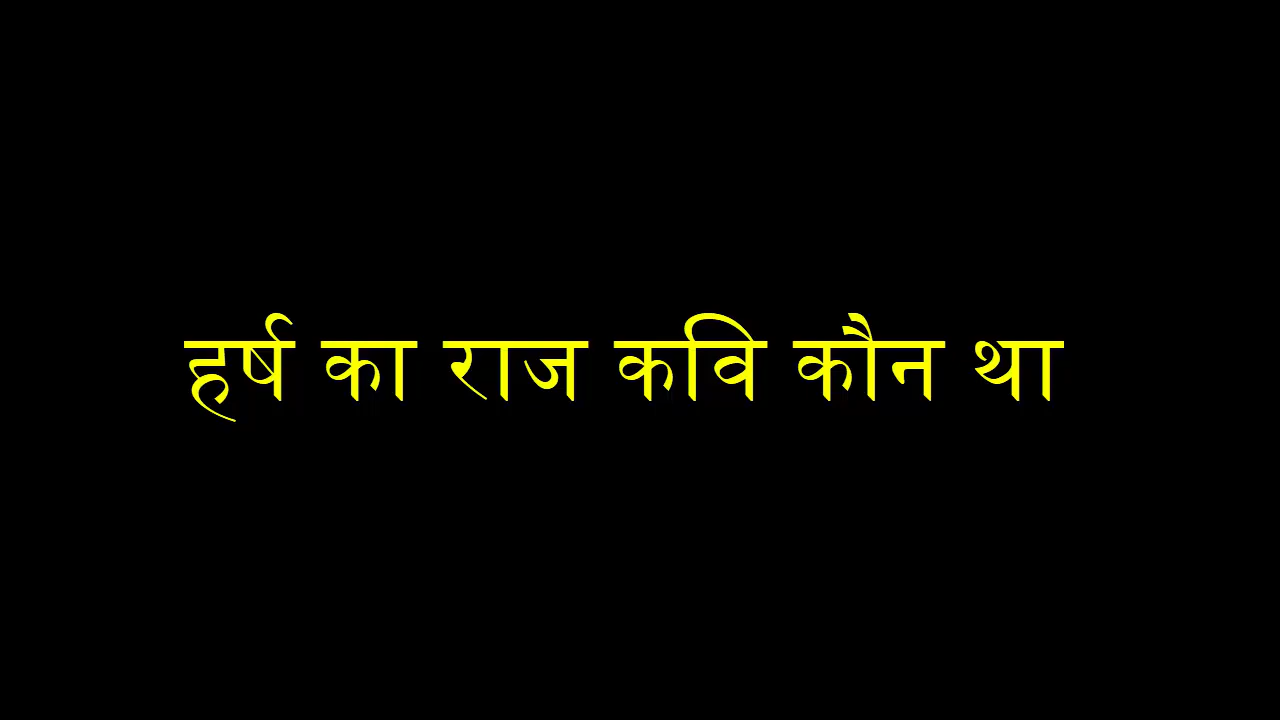 हर्ष का राज कवि कौन था